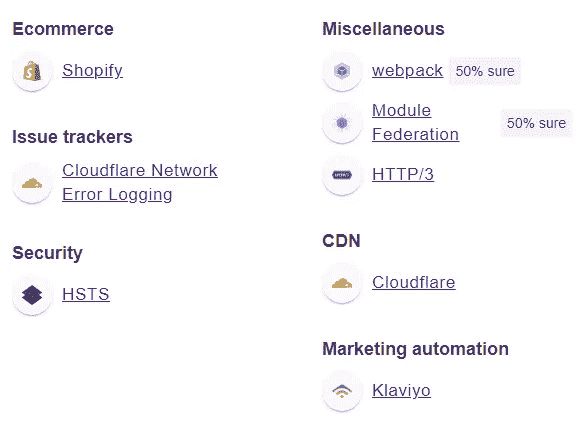 Ecommerce
Shopify
Issue trackers
Cloudflare Network
Error Logging
Security
HSTS
Miscellaneous
webpack 50% sure
Module
Federation 50% sure
HTTP/3
CDN
Cloudflare
Marketing automation
Klaviyo